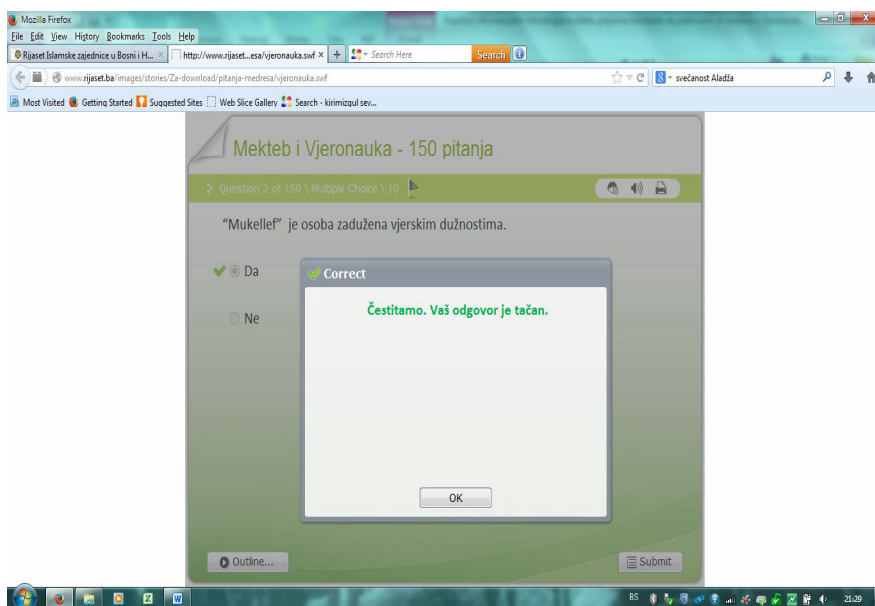 Mozilla Firefox
File Edit View History Bookmarks Tools Help
Rijaset Islamske zajednice u Bosni i H... × http://www.rijaset...esa/vjeronauka.swf × + Search Here Search
www.rijaset.ba/images/stories/Za-download/pitanja-medresa/vjeronauka.swf svečanost Aladža
Most Visited Getting Started Suggested Sites Web Slice Gallery Search - kirimizqul sev...
Mekteb i Vjeronauka - 150 pitanja
Question 2 of 150 \ Multiple Choice \ 10
"Mukellef" je osoba zadužena vjerskim dužnostima.
Da
Correct
Čestitamo. Vaš odgovor je tačan.
Ne
OK
Outline...
Submit
BS 21:29